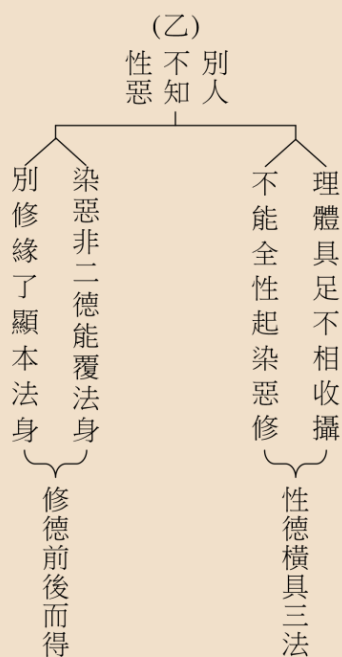 (乙)
別人
不知
性惡
理體具足不相收攝
不能全性起染惡修
性德橫具三法
染惡非二德能覆法身
別修緣了顯本法身
修德前後而得